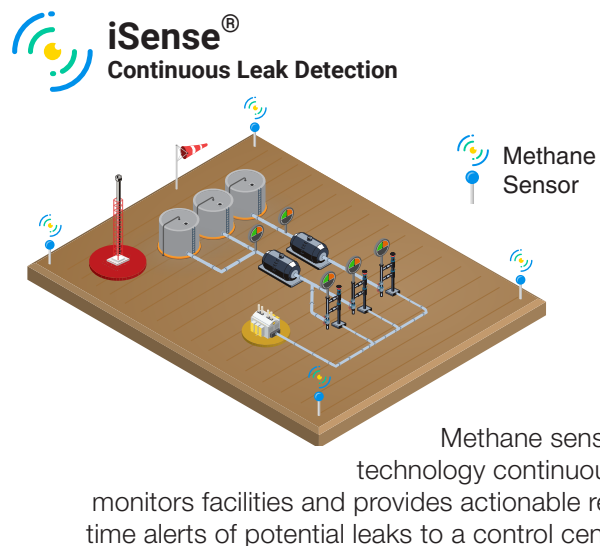 iSense®
Continuous Leak Detection
Methane
Sensor
Methane sens
technology continuou
monitors facilities and provides actionable re
time alerts of potential leaks to a control cen